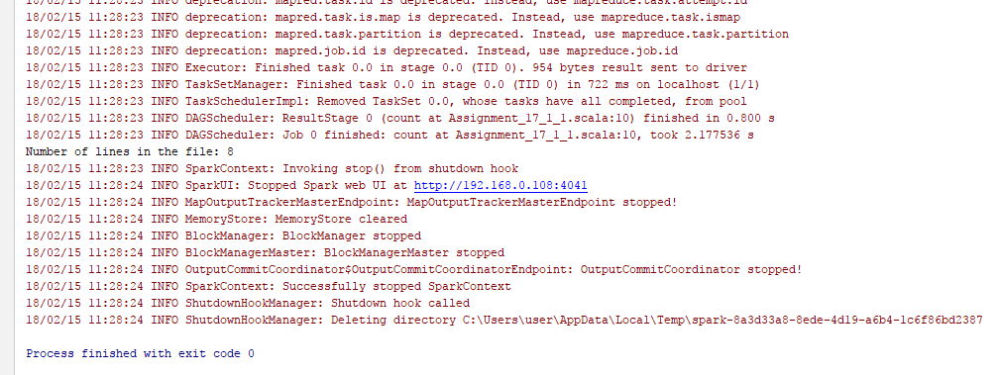 18/02/15 11:28:23 INFO deprecation: mapred.task.id is deprecated. Instead, use mapreduce.task.attempt.id
18/02/15 11:28:23 INFO deprecation: mapred.task.is.map is deprecated. Instead, use mapreduce.task.ismap
18/02/15 11:28:23 INFO deprecation: mapred.task.partition is deprecated. Instead, use mapreduce.task.partition
18/02/15 11:28:23 INFO deprecation: mapred.job.id is deprecated. Instead, use mapreduce.job.id
18/02/15 11:28:23 INFO Executor: Finished task 0.0 in stage 0.0 (TID 0). 954 bytes result sent to driver
18/02/15 11:28:23 INFO TaskSetManager: Finished task 0.0 in stage 0.0 (TID 0) in 722 ms on localhost (1/1)
18/02/15 11:28:23 INFO TaskSchedulerImpl: Removed TaskSet 0.0, whose tasks have all completed, from pool
18/02/15 11:28:23 INFO DAGScheduler: ResultStage 0 (count at Assignment_17_1_1.scala:10) finished in 0.800 s
18/02/15 11:28:23 INFO DAGScheduler: Job 0 finished: count at Assignment_17_1_1.scala:10, took 2.177536 s
Number of lines in the file: 8
18/02/15 11:28:23 INFO SparkContext: Invoking stop() from shutdown hook
18/02/15 11:28:24 INFO SparkUI: Stopped Spark web UI at http://192.168.0.108:4041
18/02/15 11:28:24 INFO MapOutputTrackerMasterEndpoint: MapOutputTrackerMasterEndpoint stopped!
18/02/15 11:28:24 INFO MemoryStore: MemoryStore cleared
18/02/15 11:28:24 INFO BlockManager: BlockManager stopped
18/02/15 11:28:24 INFO BlockManagerMaster: BlockManagerMaster stopped
18/02/15 11:28:24 INFO OutputCommitCoordinator$OutputCommitCoordinatorEndpoint: OutputCommitCoordinator stopped!
18/02/15 11:28:24 INFO SparkContext: Successfully stopped SparkContext
18/02/15 11:28:24 INFO ShutdownHookManager: Shutdown hook called
18/02/15 11:28:24 INFO ShutdownHookManager: Deleting directory C:\Users\user\AppData\Local\Temp\spark-8a3d33a8-8ede-4d19-a6b4-1c6f86bd2387
Process finished with exit code 0